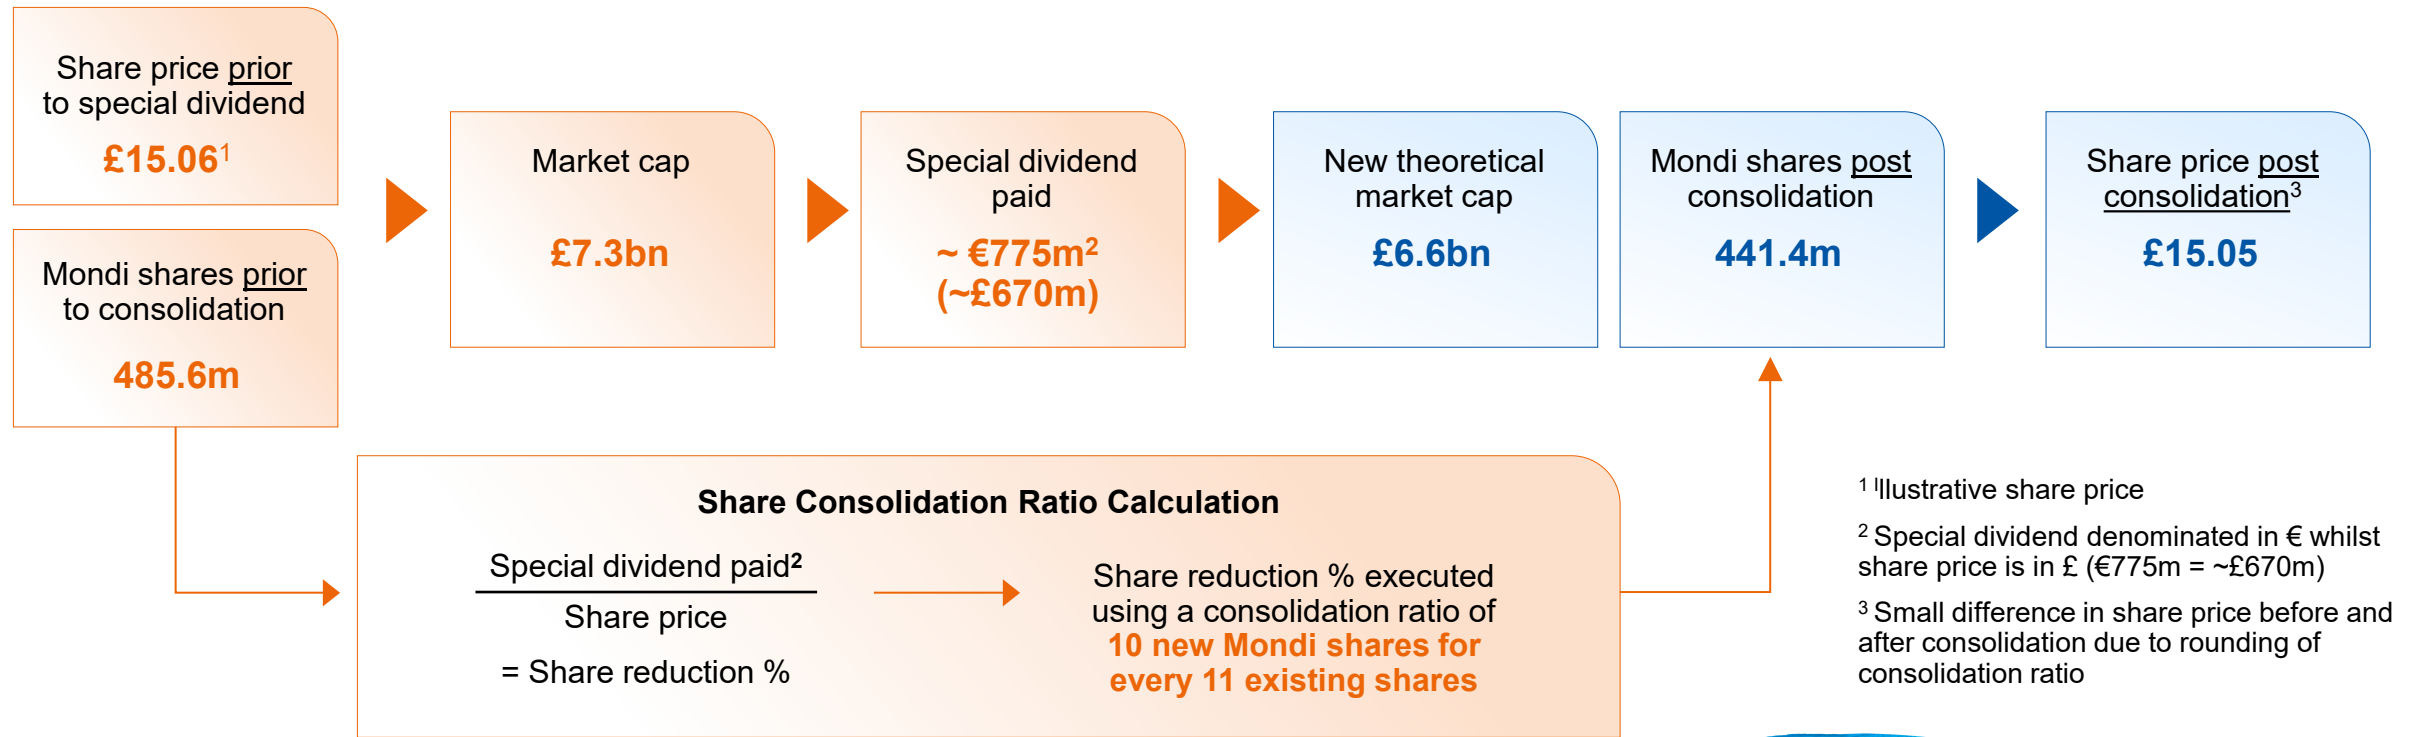 Share price prior
to special dividend
£15.06¹
Mondi shares prior
to consolidation
485.6m
Market cap
£7.3bn
Special dividend
paid
~ €775m²
(~£670m)
New theoretical
market cap
£6.6bn
Mondi shares post
consolidation
441.4m
Share price post
consolidation³
£15.05
Share Consolidation Ratio Calculation
Special dividend paid²
Share price
= Share reduction %
Share reduction % executed
using a consolidation ratio of
10 new Mondi shares for
every 11 existing shares
¹ Illustrative share price
² Special dividend denominated in € whilst
share price is in £ (€775m = ~£670m)
³ Small difference in share price before and
after consolidation due to rounding of
consolidation ratio